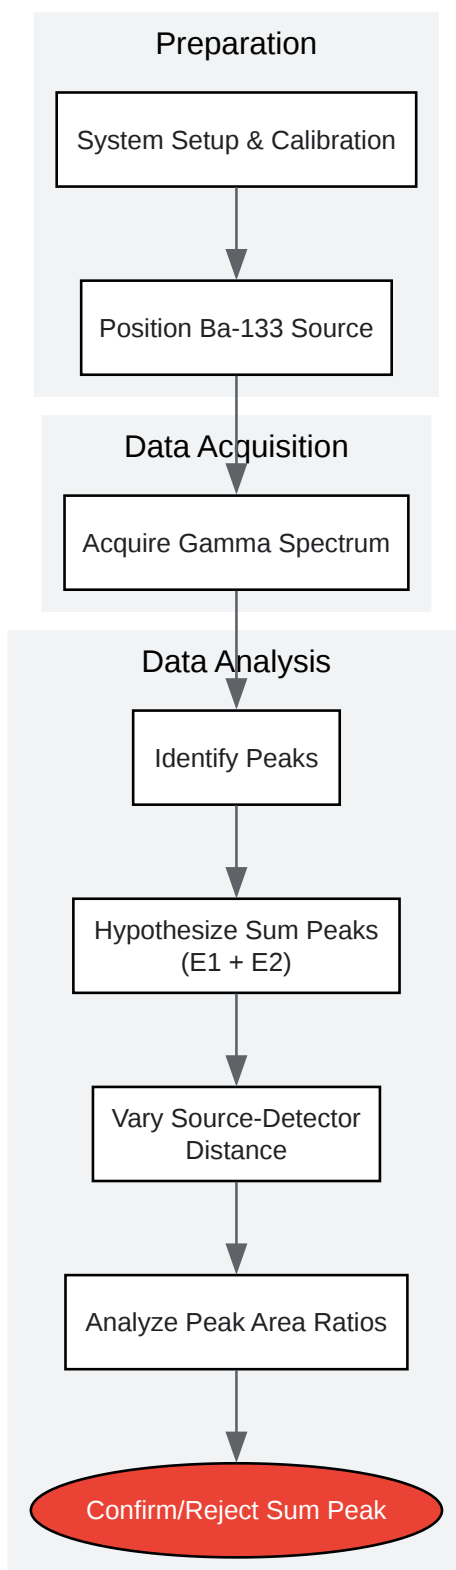 Preparation
System Setup & Calibration
Position Ba-133 Source
Data Acquisition
Acquire Gamma Spectrum
Data Analysis
Identify Peaks
Hypothesize Sum Peaks
(E1 + E2)
Vary Source-Detector
Distance
Analyze Peak Area Ratios
Confirm/Reject Sum Peak